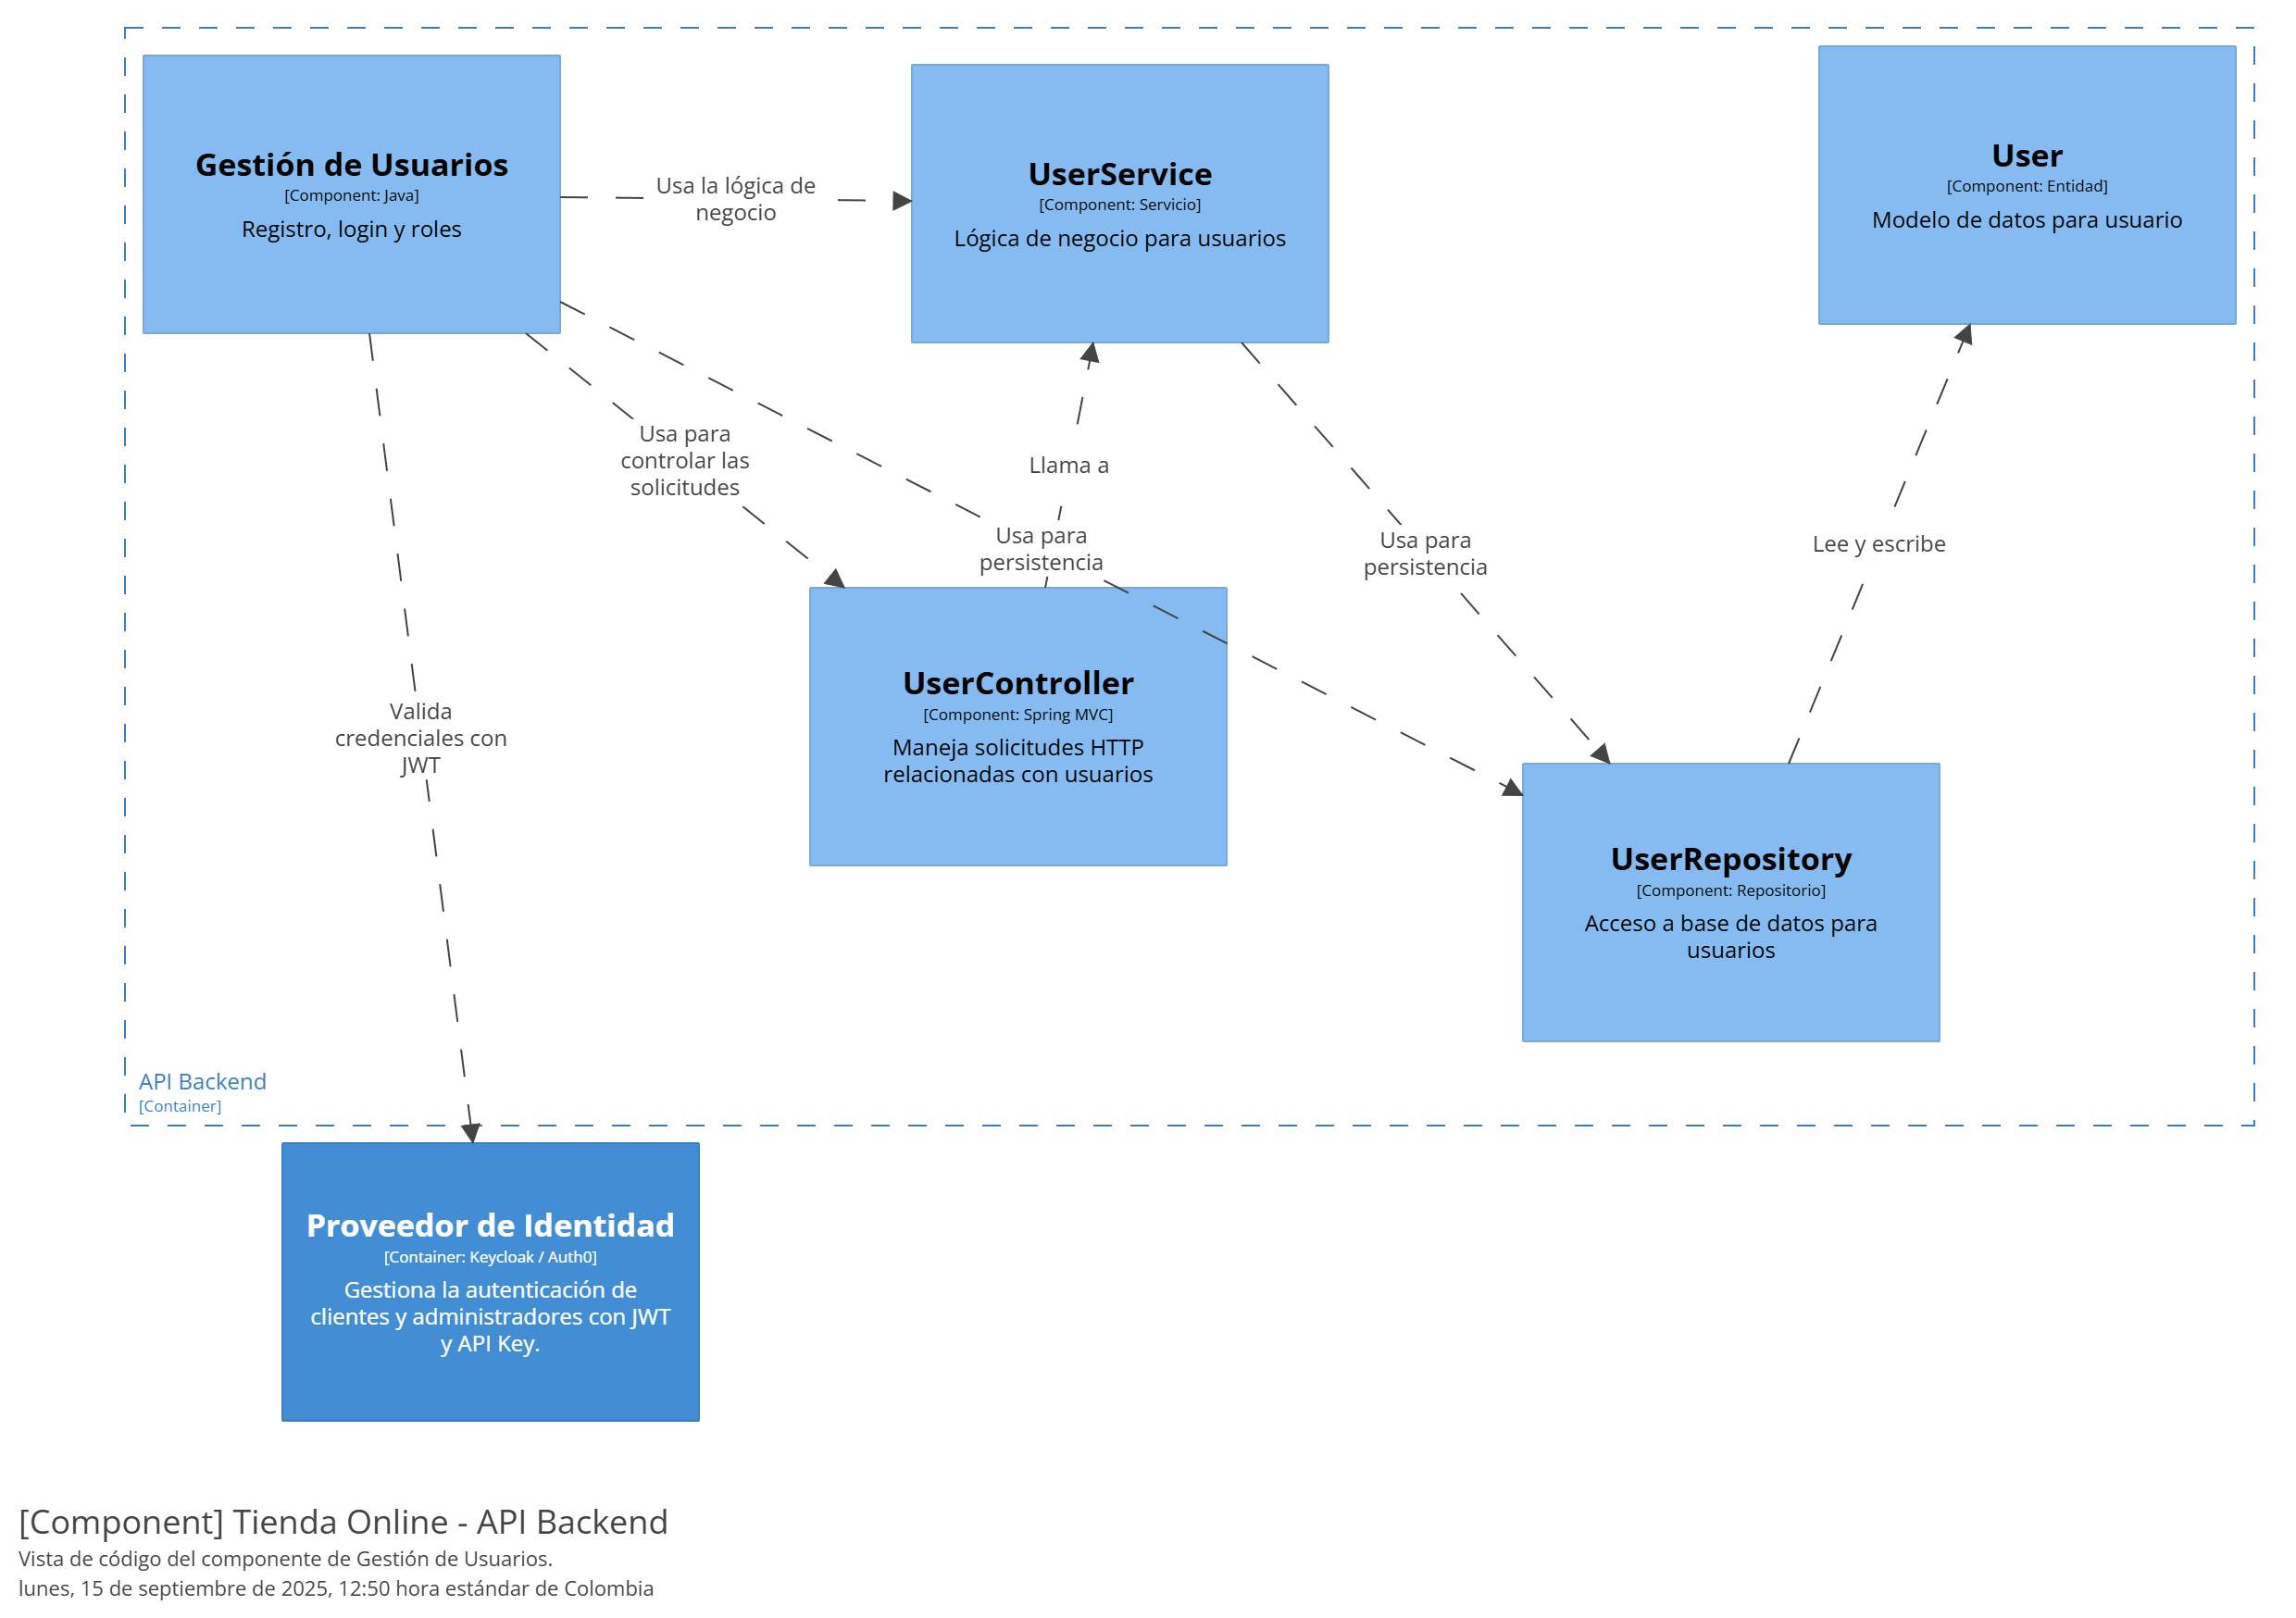 Gestión de Usuarios
[Component: Java]
Registro, login y roles
Usa la lógica de
negocio
UserService
[Component: Servicio]
Lógica de negocio para usuarios
User
[Component: Entidad]
Modelo de datos para usuario
Usa para
controlar las
solicitudes
Llama a
Usa para
persistencia
Usa para
persistencia
Lee y escribe
Valida
credenciales con
JWT
UserController
[Component: Spring MVC]
Maneja solicitudes HTTP
relacionadas con usuarios
UserRepository
[Component: Repositorio]
Acceso a base de datos para
usuarios
API Backend
[Container]
Proveedor de Identidad
[Container: Keycloak / Auth0]
Gestiona la autenticación de
clientes y administradores con JWT
y API Key.
[Component] Tienda Online - API Backend
Vista de código del componente de Gestión de Usuarios.
lunes, 15 de septiembre de 2025, 12:50 hora estándar de Colombia